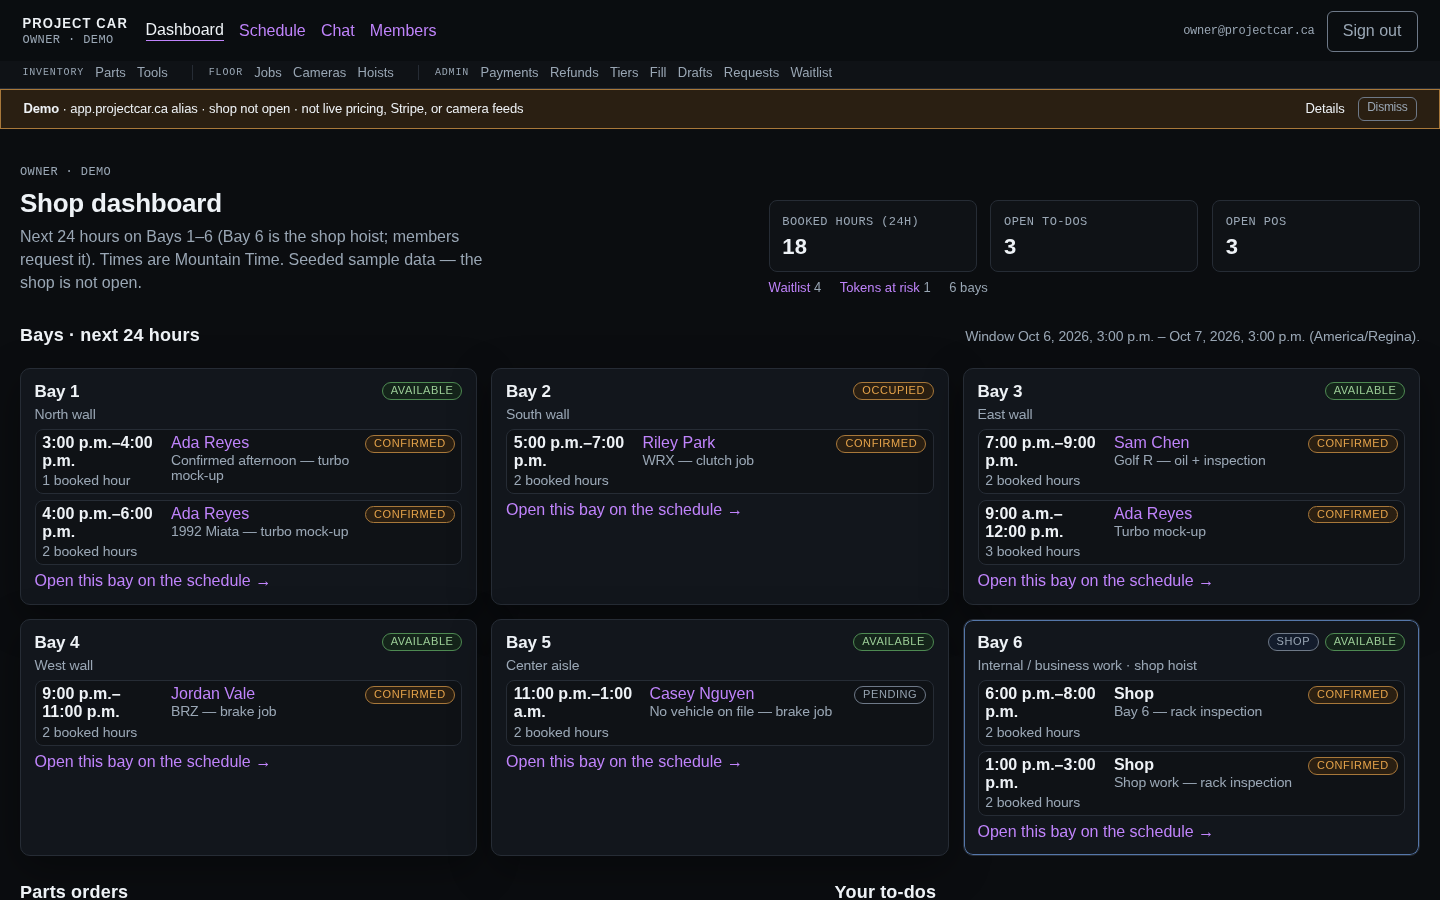 PROJECT CAR
OWNER · DEMO
Dashboard Schedule Chat Members
owner@projectcar.ca
Sign out
INVENTORY Parts Tools
FLOOR Jobs Cameras Hoists
ADMIN Payments Refunds Tiers Fill Drafts Requests Waitlist
Demo · app.projectcar.ca alias · shop not open · not live pricing, Stripe, or camera feeds
Details Dismiss
OWNER · DEMO
Shop dashboard
Next 24 hours on Bays 1–6 (Bay 6 is the shop hoist; members
request it). Times are Mountain Time. Seeded sample data — the
shop is not open.
BOOKED HOURS (24H)
18
OPEN TO-DOS
3
OPEN POS
3
Waitlist 4 Tokens at risk 1 6 bays
Bays · next 24 hours
Window Oct 6, 2026, 3:00 p.m. – Oct 7, 2026, 3:00 p.m. (America/Regina).
Bay 1
AVAILABLE
North wall
3:00 p.m.–4:00
p.m.
1 booked hour
Ada Reyes
Confirmed afternoon — turbo
mock-up
CONFIRMED
4:00 p.m.–6:00
p.m.
2 booked hours
Ada Reyes
1992 Miata — turbo mock-up
CONFIRMED
Open this bay on the schedule →
Bay 2
OCCUPIED
South wall
5:00 p.m.–7:00
p.m.
2 booked hours
Riley Park
WRX — clutch job
CONFIRMED
Open this bay on the schedule →
Bay 3
AVAILABLE
East wall
7:00 p.m.–9:00
p.m.
2 booked hours
Sam Chen
Golf R — oil + inspection
CONFIRMED
9:00 a.m.–
12:00 p.m.
3 booked hours
Ada Reyes
Turbo mock-up
CONFIRMED
Open this bay on the schedule →
Bay 4
AVAILABLE
West wall
9:00 p.m.–
11:00 p.m.
2 booked hours
Jordan Vale
BRZ — brake job
CONFIRMED
Open this bay on the schedule →
Bay 5
AVAILABLE
Center aisle
11:00 p.m.–1:00
a.m.
2 booked hours
Casey Nguyen
No vehicle on file — brake job
PENDING
Open this bay on the schedule →
Bay 6
SHOP AVAILABLE
Internal / business work · shop hoist
6:00 p.m.–8:00
p.m.
2 booked hours
Shop
Bay 6 — rack inspection
CONFIRMED
1:00 p.m.–3:00
p.m.
2 booked hours
Shop
Shop work — rack inspection
CONFIRMED
Open this bay on the schedule →
Parts orders
Your to-dos